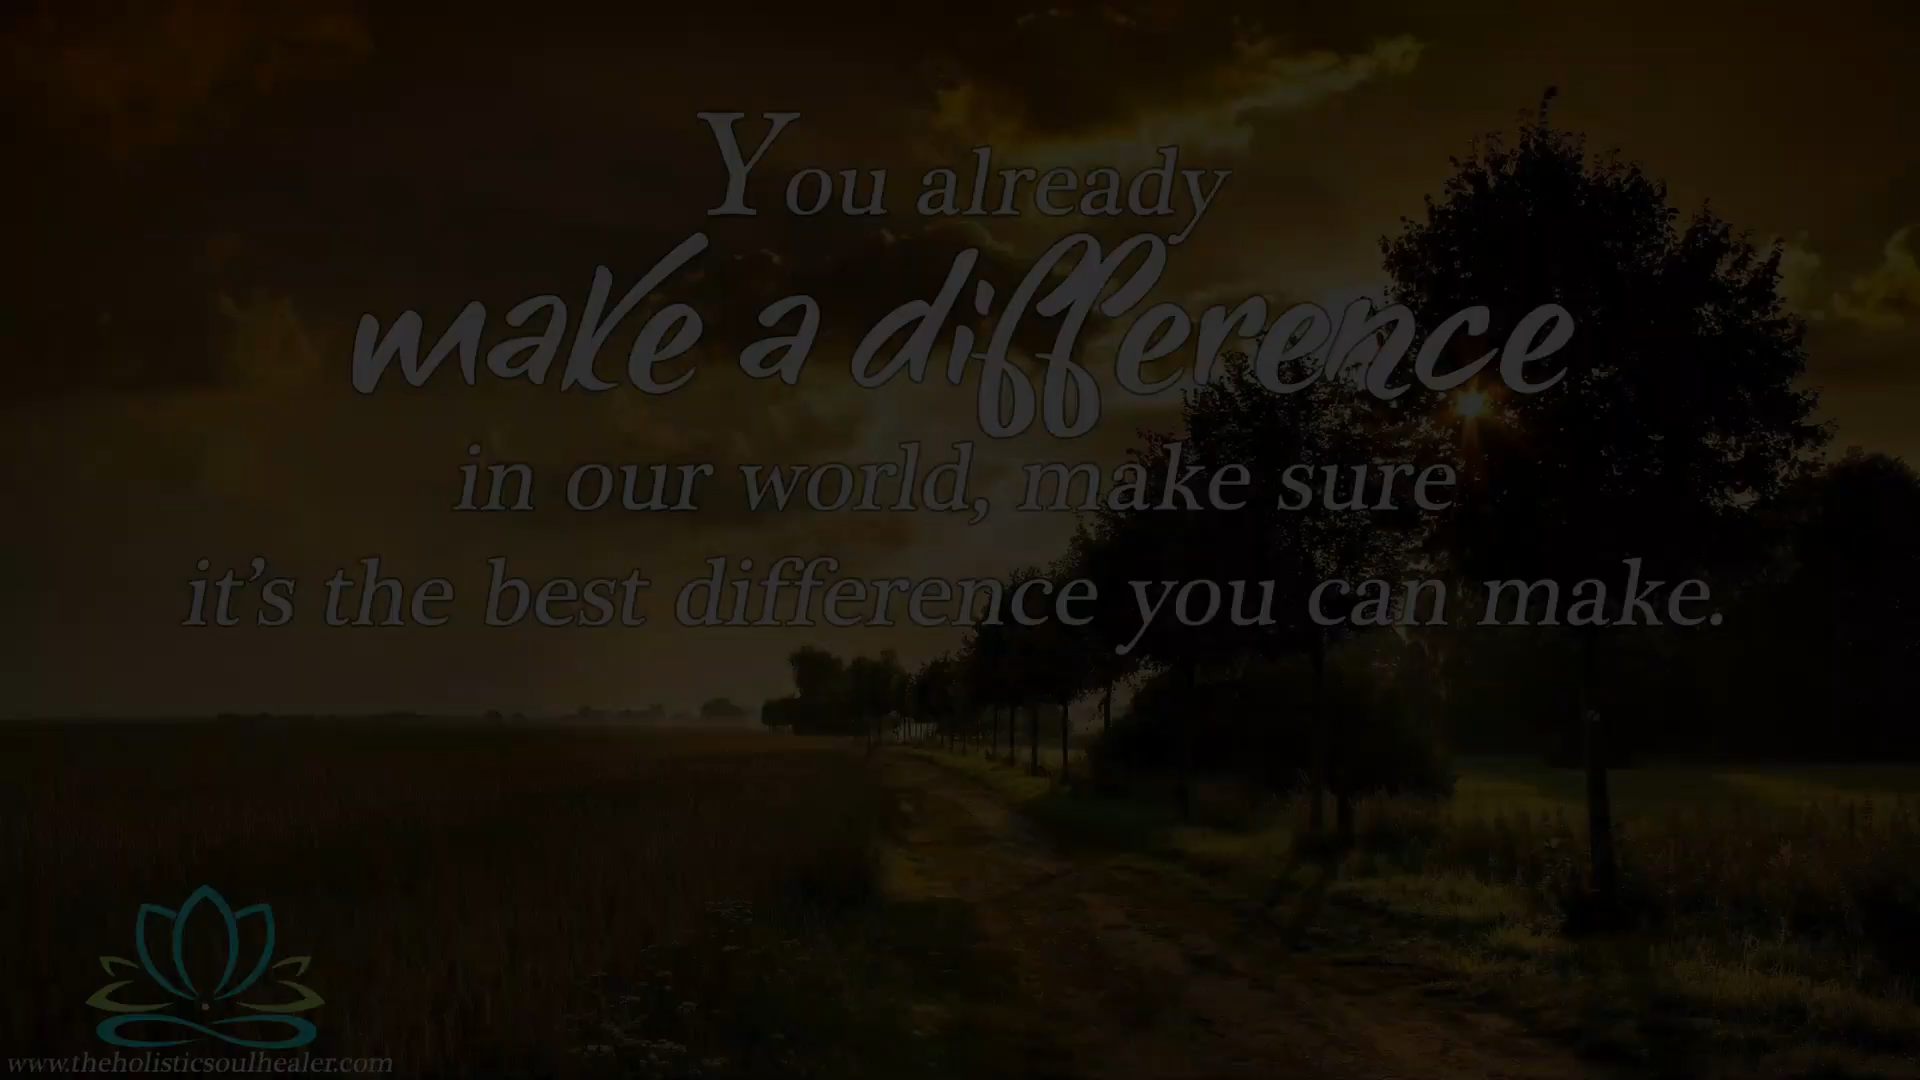 You already
make a difference
in our world, make sure
it's the best difference you can make.
www.theholisticsoulhealer.com